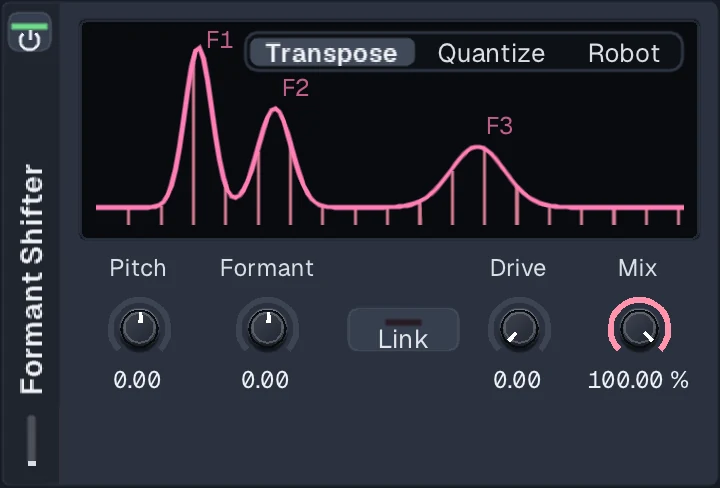 Formant Shifter
F1
Transpose Quantize Robot
F2
F3
Pitch Formant Drive Mix
Link
0.00 0.00 0.00 100.00 %